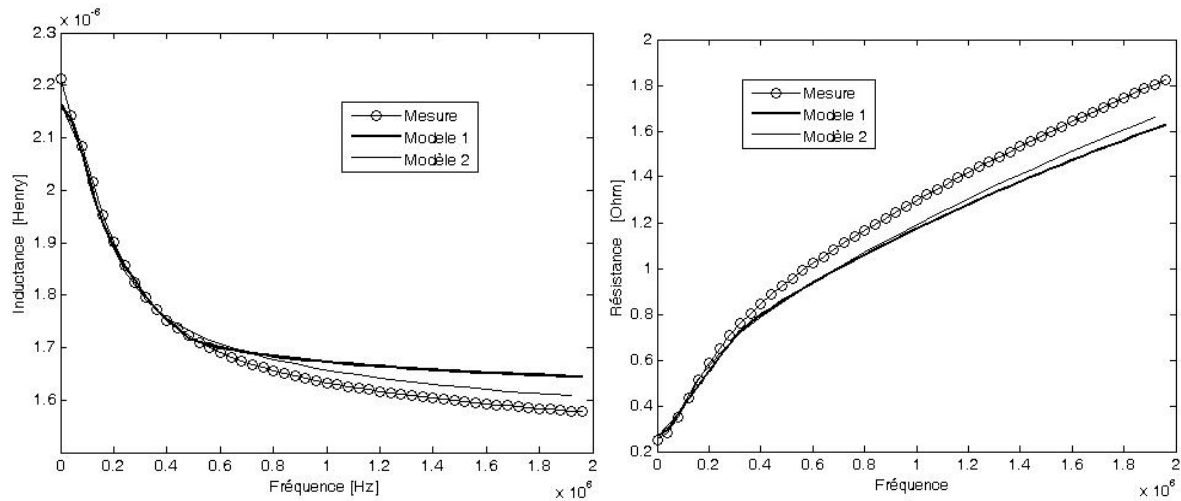 x 10⁻⁶
2.3
2.2
2.1
2
1.9
1.8
1.7
1.6
Inductance [Henry]
Mesure
Modele 1
Modèle 2
0 0.2 0.4 0.6 0.8 1 1.2 1.4 1.6 1.8 2
Fréquence [Hz]
x 10⁶
2
1.8
1.6
1.4
1.2
1
0.8
0.6
0.4
0.2
Résistance [Ohm]
Mesure
Modele 1
Modèle 2
0 0.2 0.4 0.6 0.8 1 1.2 1.4 1.6 1.8 2
Fréquence
x 10⁶